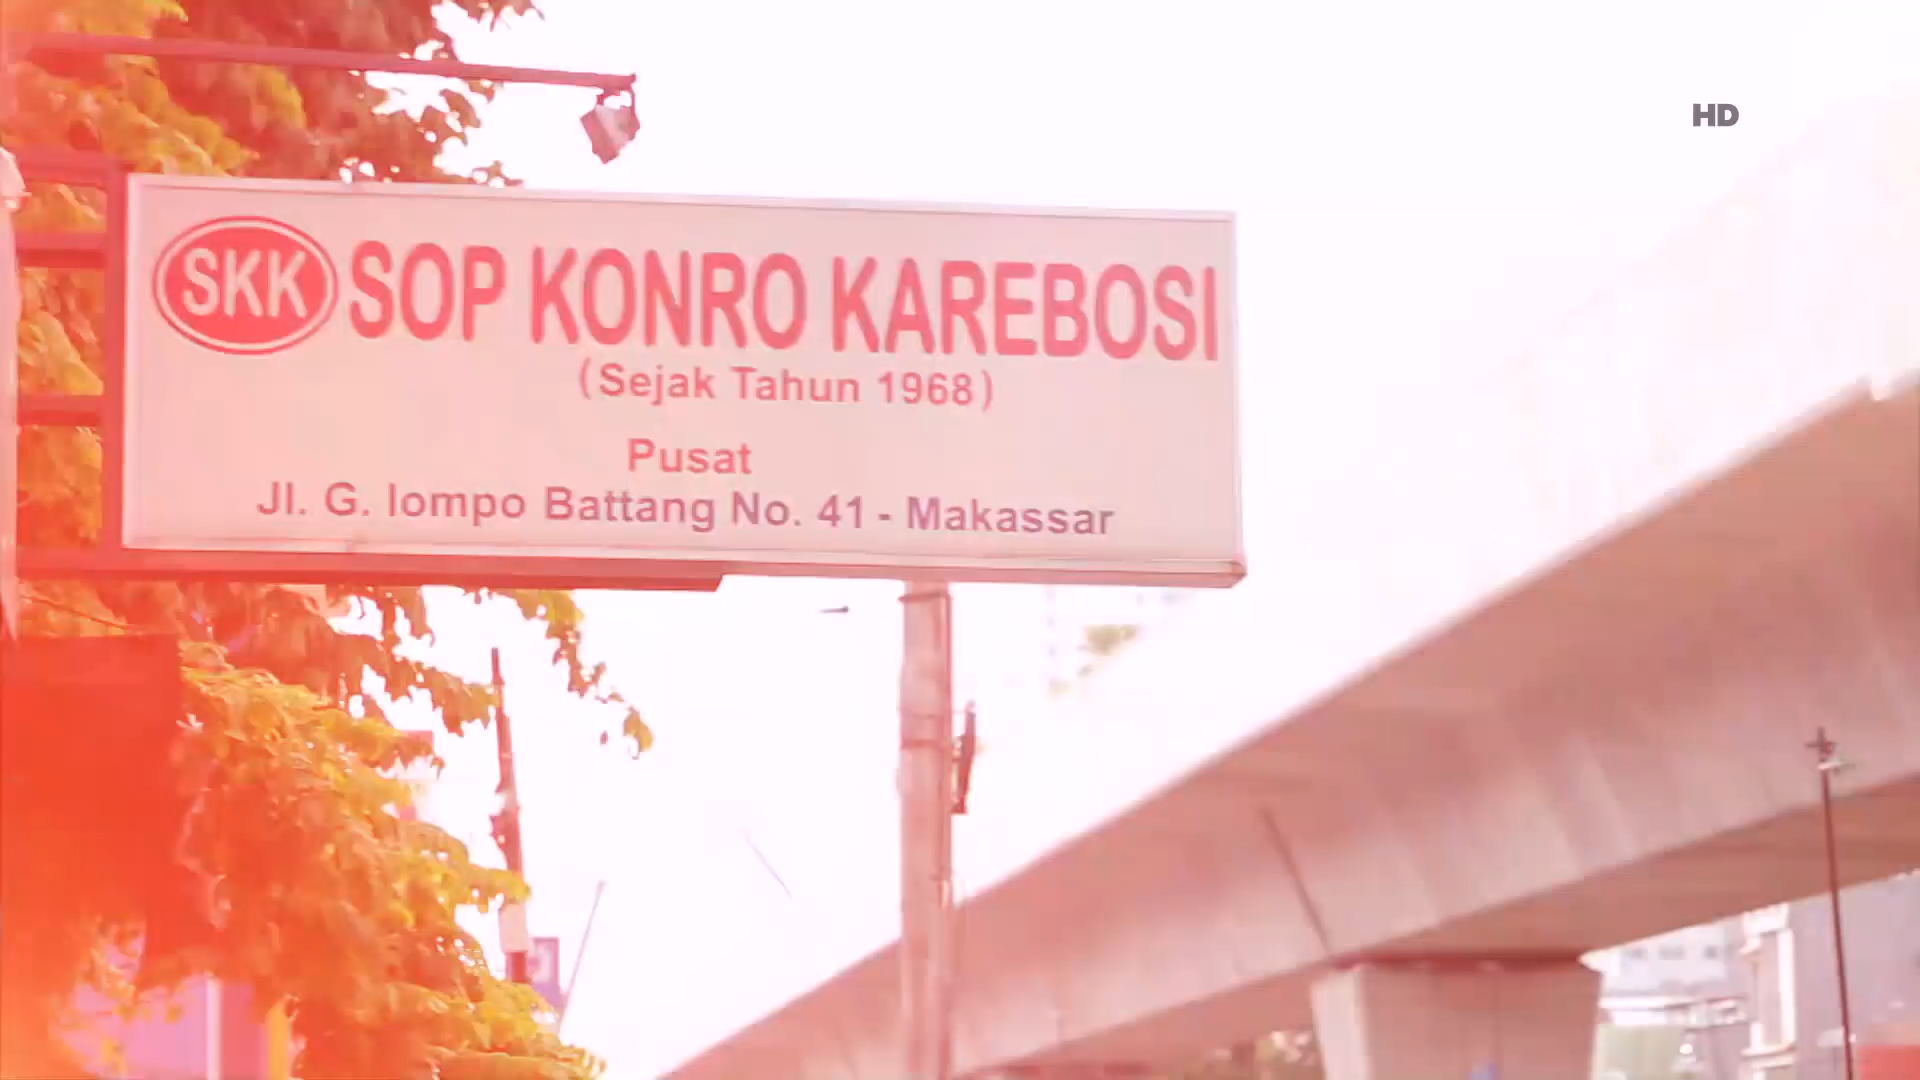 HD
SKK SOP KONRO KAREBOSI
(Sejak Tahun 1968)
Pusat
Jl. G. lompo Battang No. 41 - Makassar